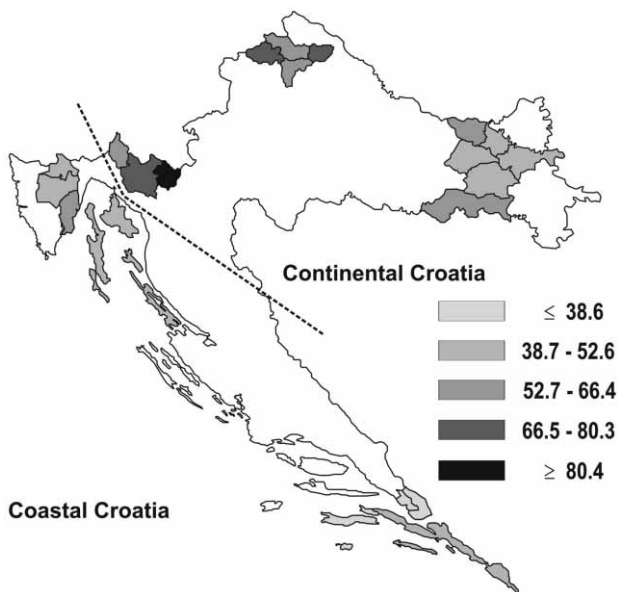 Continental Croatia
≤ 38.6
38.7 - 52.6
52.7 - 66.4
66.5 - 80.3
≥ 80.4
Coastal Croatia